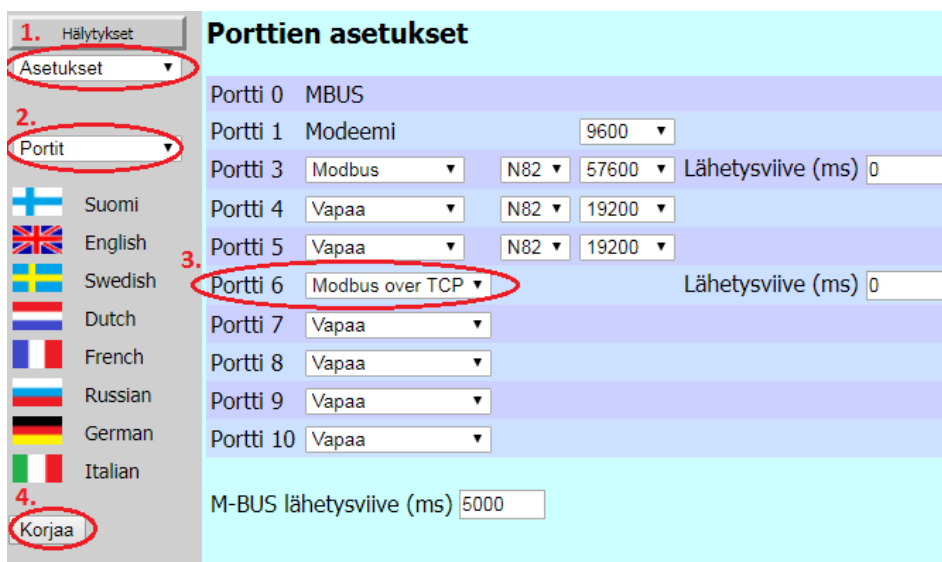 1. Hälytykset
Asetukset
2.
Portit
Suomi
English
Swedish
Dutch
French
Russian
German
Italian
4.
Korjaa
Porttien asetukset
Portti 0 MBUS
Portti 1 Modeemi 9600
Portti 3 Modbus N82 57600 Lähetysviive (ms) 0
Portti 4 Vapaa N82 19200
Portti 5 Vapaa N82 19200
3.
Portti 6 Modbus over TCP Lähetysviive (ms) 0
Portti 7 Vapaa
Portti 8 Vapaa
Portti 9 Vapaa
Portti 10 Vapaa
M-BUS lähetysviive (ms) 5000